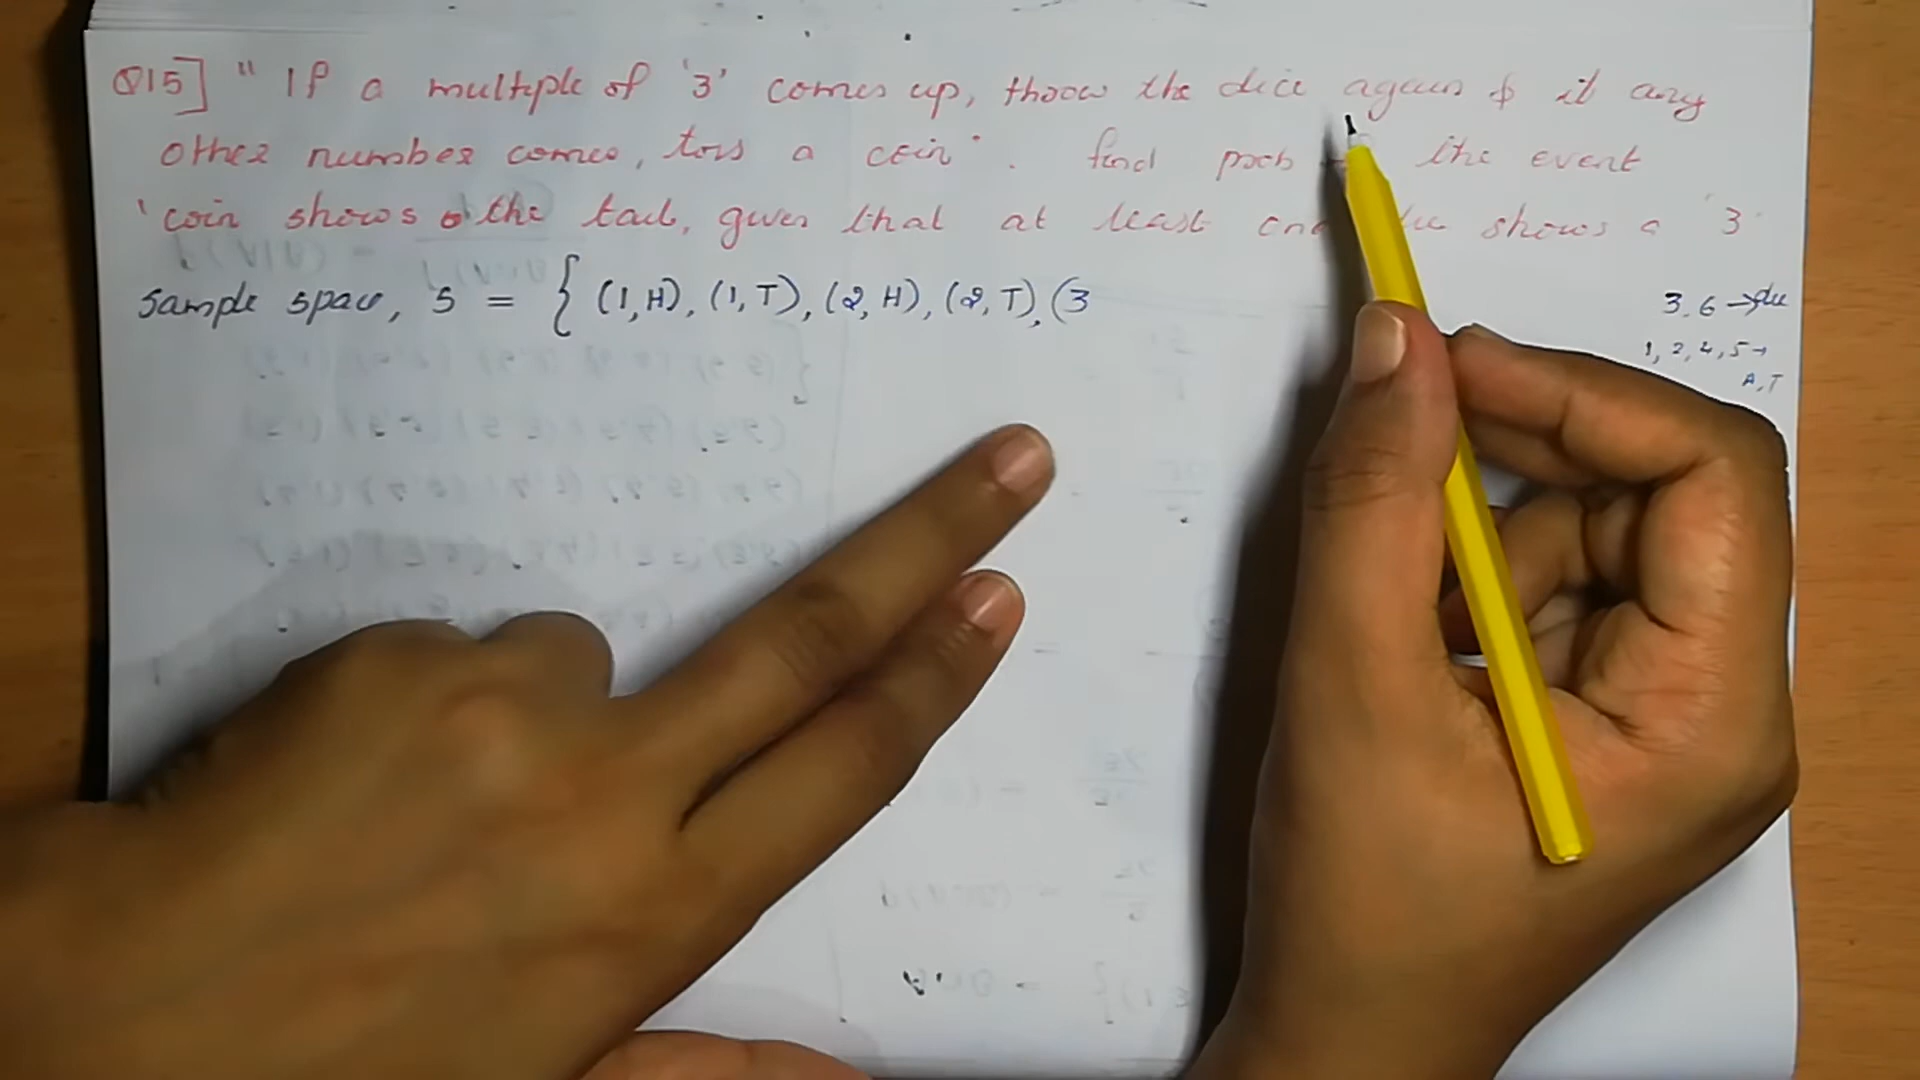 Q15] " If a multiple of '3' comes up, throw the dice again & if any
other number comes, toss a coin". find prob the event
'coin shows the tail, given that at least one die shows a '3'
Sample space, S = { (1,H), (1,T), (2,H), (2,T), (3
3,6 → die
1, 2, 4, 5 →
H,T